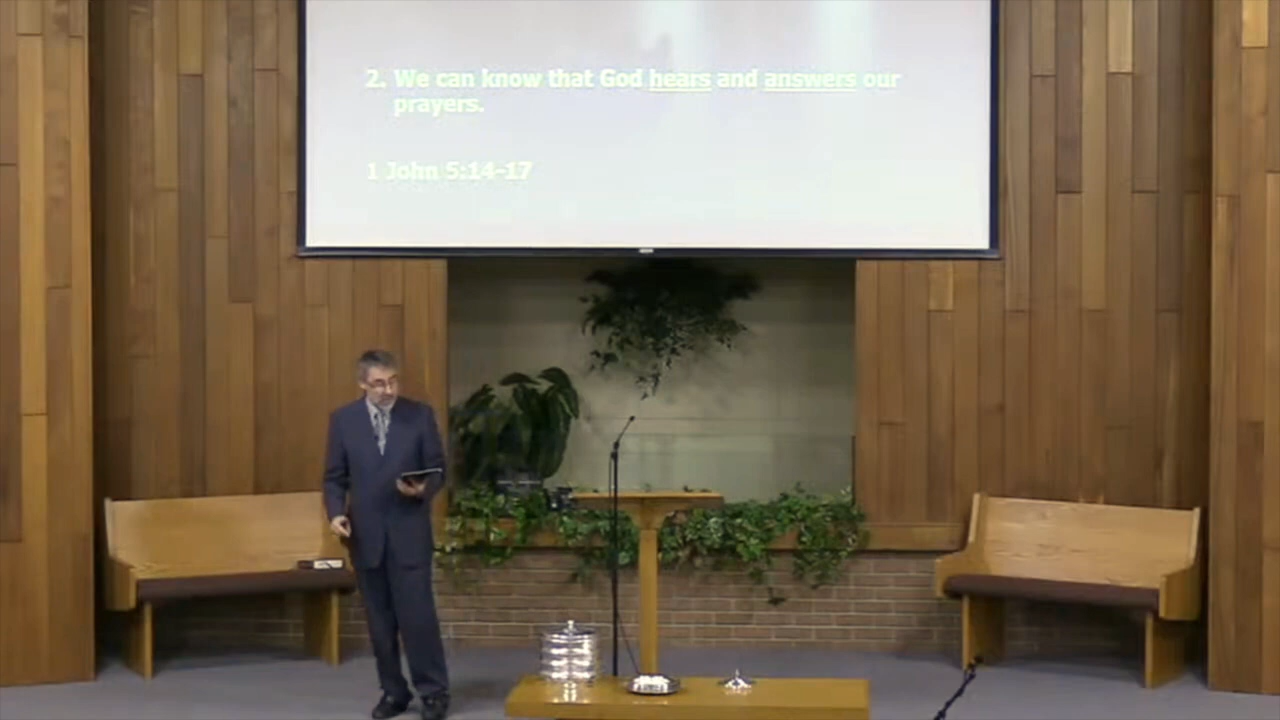 2. We can know that God hears and answers our
prayers.
1 John 5:14-17